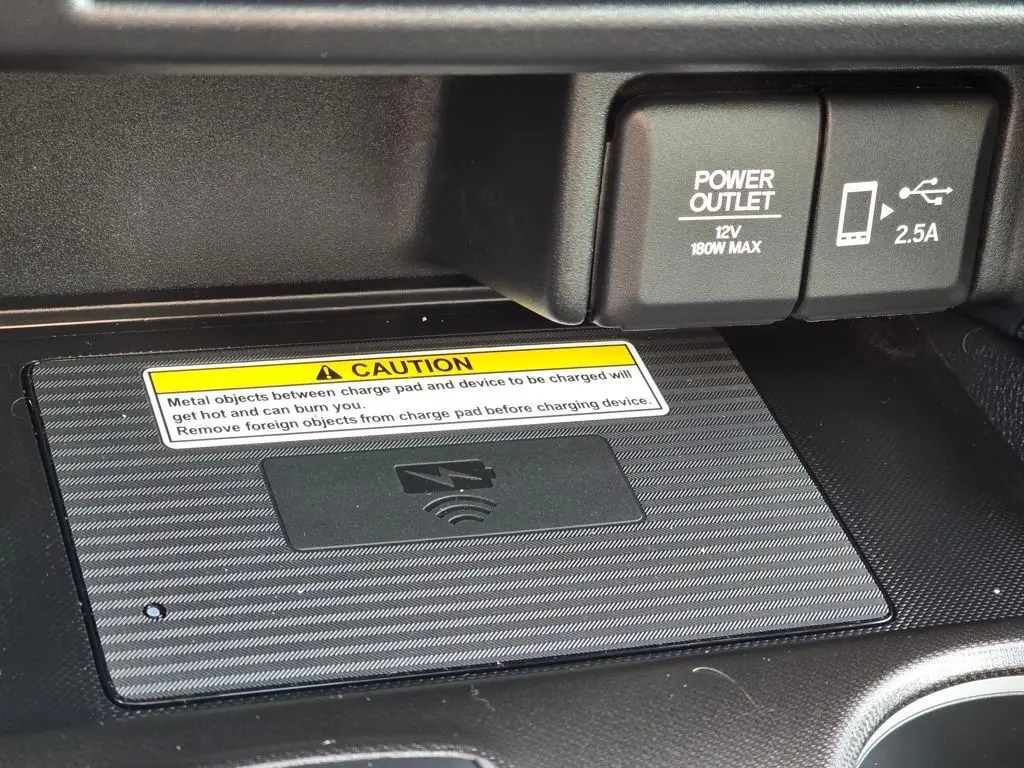 POWER
OUTLET
12V
180W MAX
2.5A
CAUTION
Metal objects between charge pad and device to be charged will
get hot and can burn you.
Remove foreign objects from charge pad before charging device.